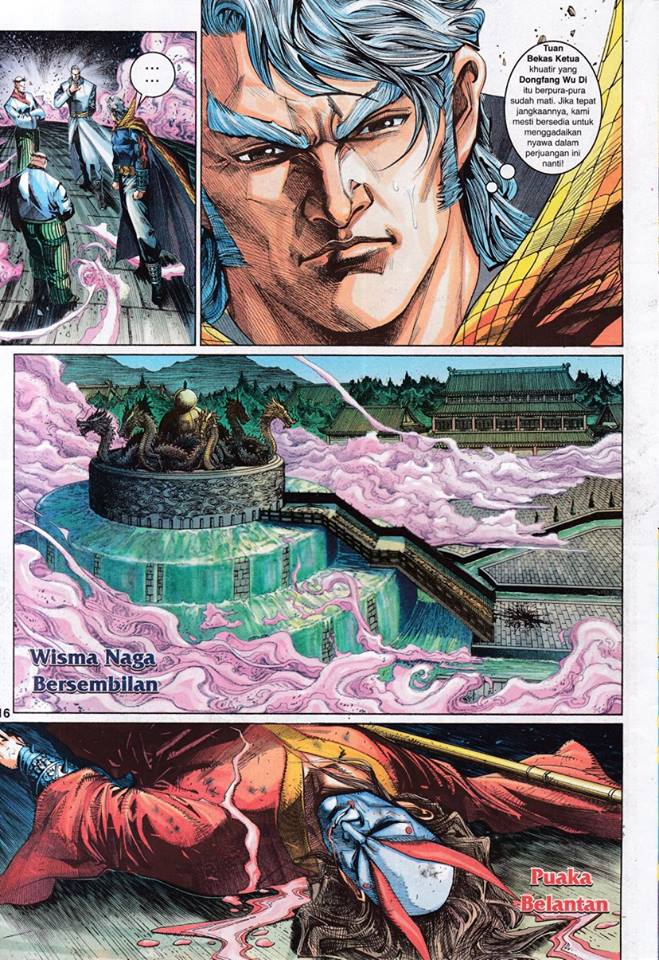 ... ...
Tuan
Bekas Ketua
khuatir yang
Dongfang Wu Di
itu berpura-pura
sudah mati. Jika tepat
jangkaannya, kami
mesti bersedia untuk
menggadaikan
nyawa dalam
perjuangan ini
nanti!
Wisma Naga
Bersembilan
16
Puaka
Belantan